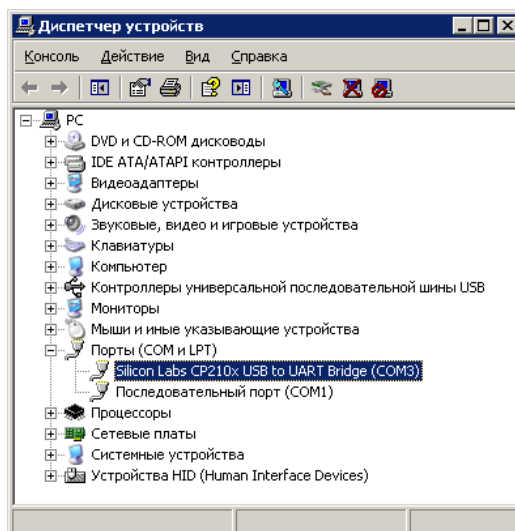 Диспетчер устройств
Консоль Действие Вид Справка
PC
DVD и CD-ROM дисководы
IDE ATA/ATAPI контроллеры
Видеоадаптеры
Дисковые устройства
Звуковые, видео и игровые устройства
Клавиатуры
Компьютер
Контроллеры универсальной последовательной шины USB
Мониторы
Мыши и иные указывающие устройства
Порты (COM и LPT)
Silicon Labs CP210x USB to UART Bridge (COM3)
Последовательный порт (COM1)
Процессоры
Сетевые платы
Системные устройства
Устройства HID (Human Interface Devices)